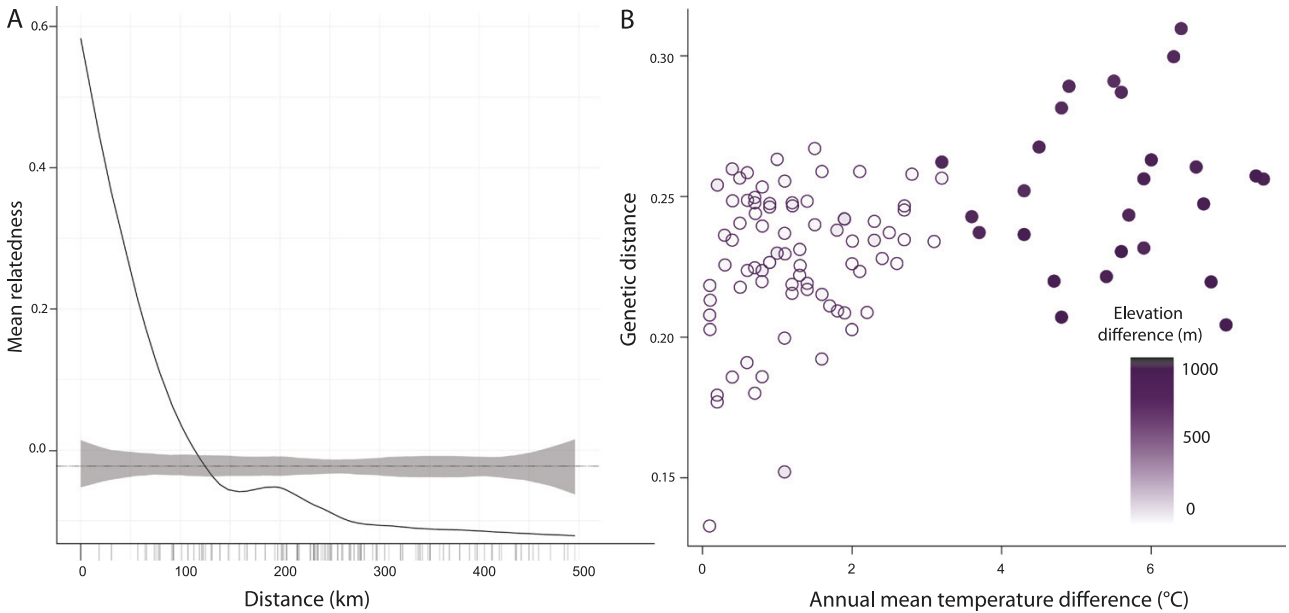 A
0.6
0.4
0.2
0.0
Mean relatedness
0
100
200
300
400
500
Distance (km)
B
0.30
0.25
0.20
0.15
Genetic distance
Elevation
difference (m)
1000
500
0
0
2
4
6
Annual mean temperature difference (°C)